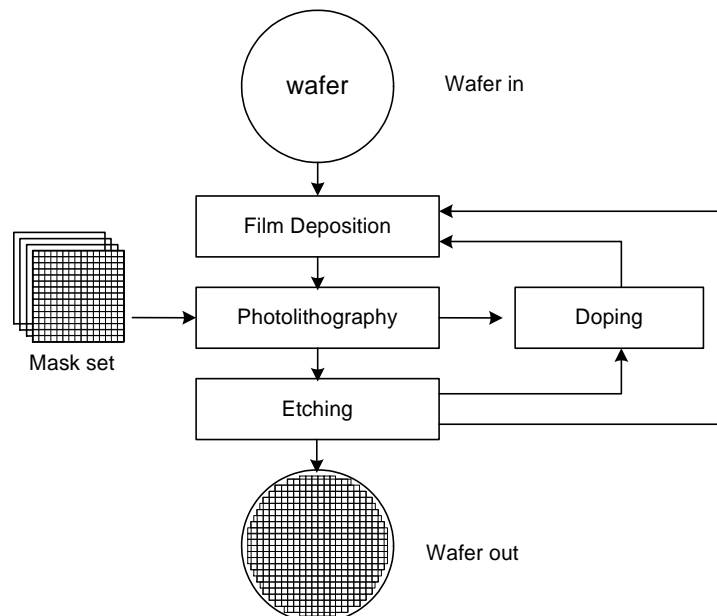 wafer
Wafer in
Film Deposition
Photolithography
Doping
Mask set
Etching
Wafer out